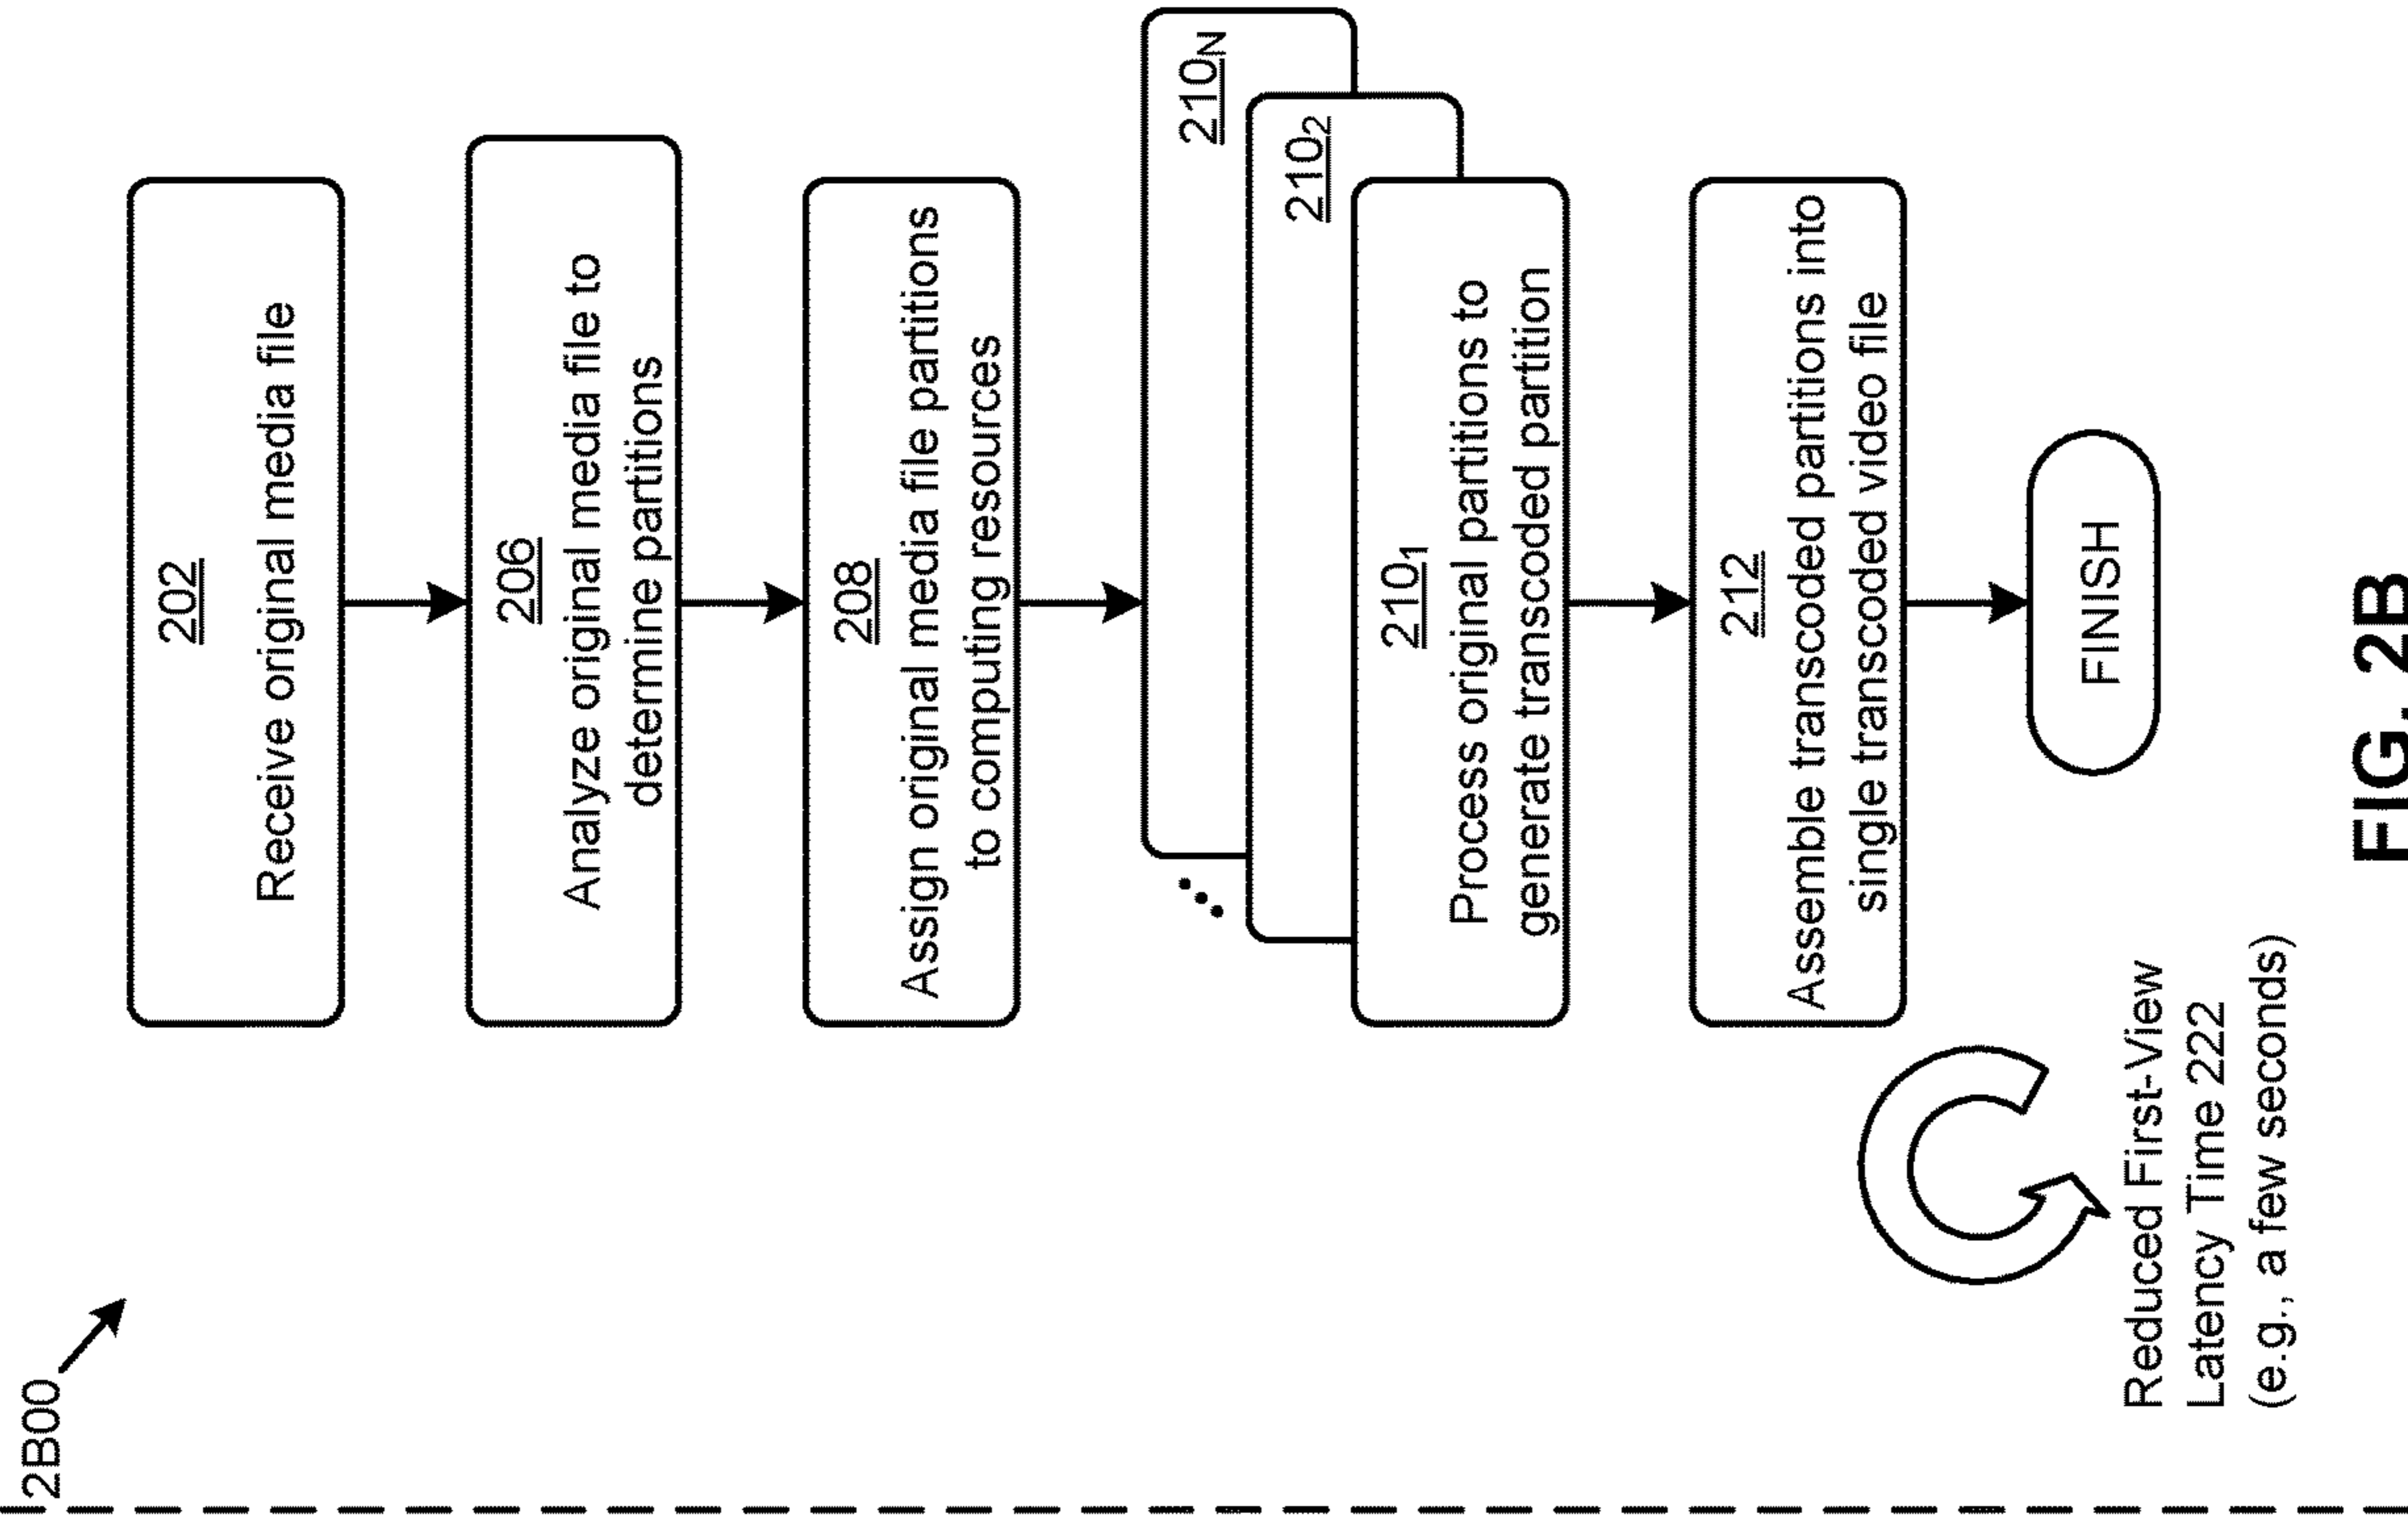 2B00
202
Receive original media file
206
Analyze original media file to
determine partitions
208
Assign original media file partitions
to computing resources
210N
2102
2101
Process original partitions to
generate transcoded partition
212
Assemble transcoded partitions into
single transcoded video file
FINISH
Reduced First-View
Latency Time 222
(e.g., a few seconds)
FIG. 2B